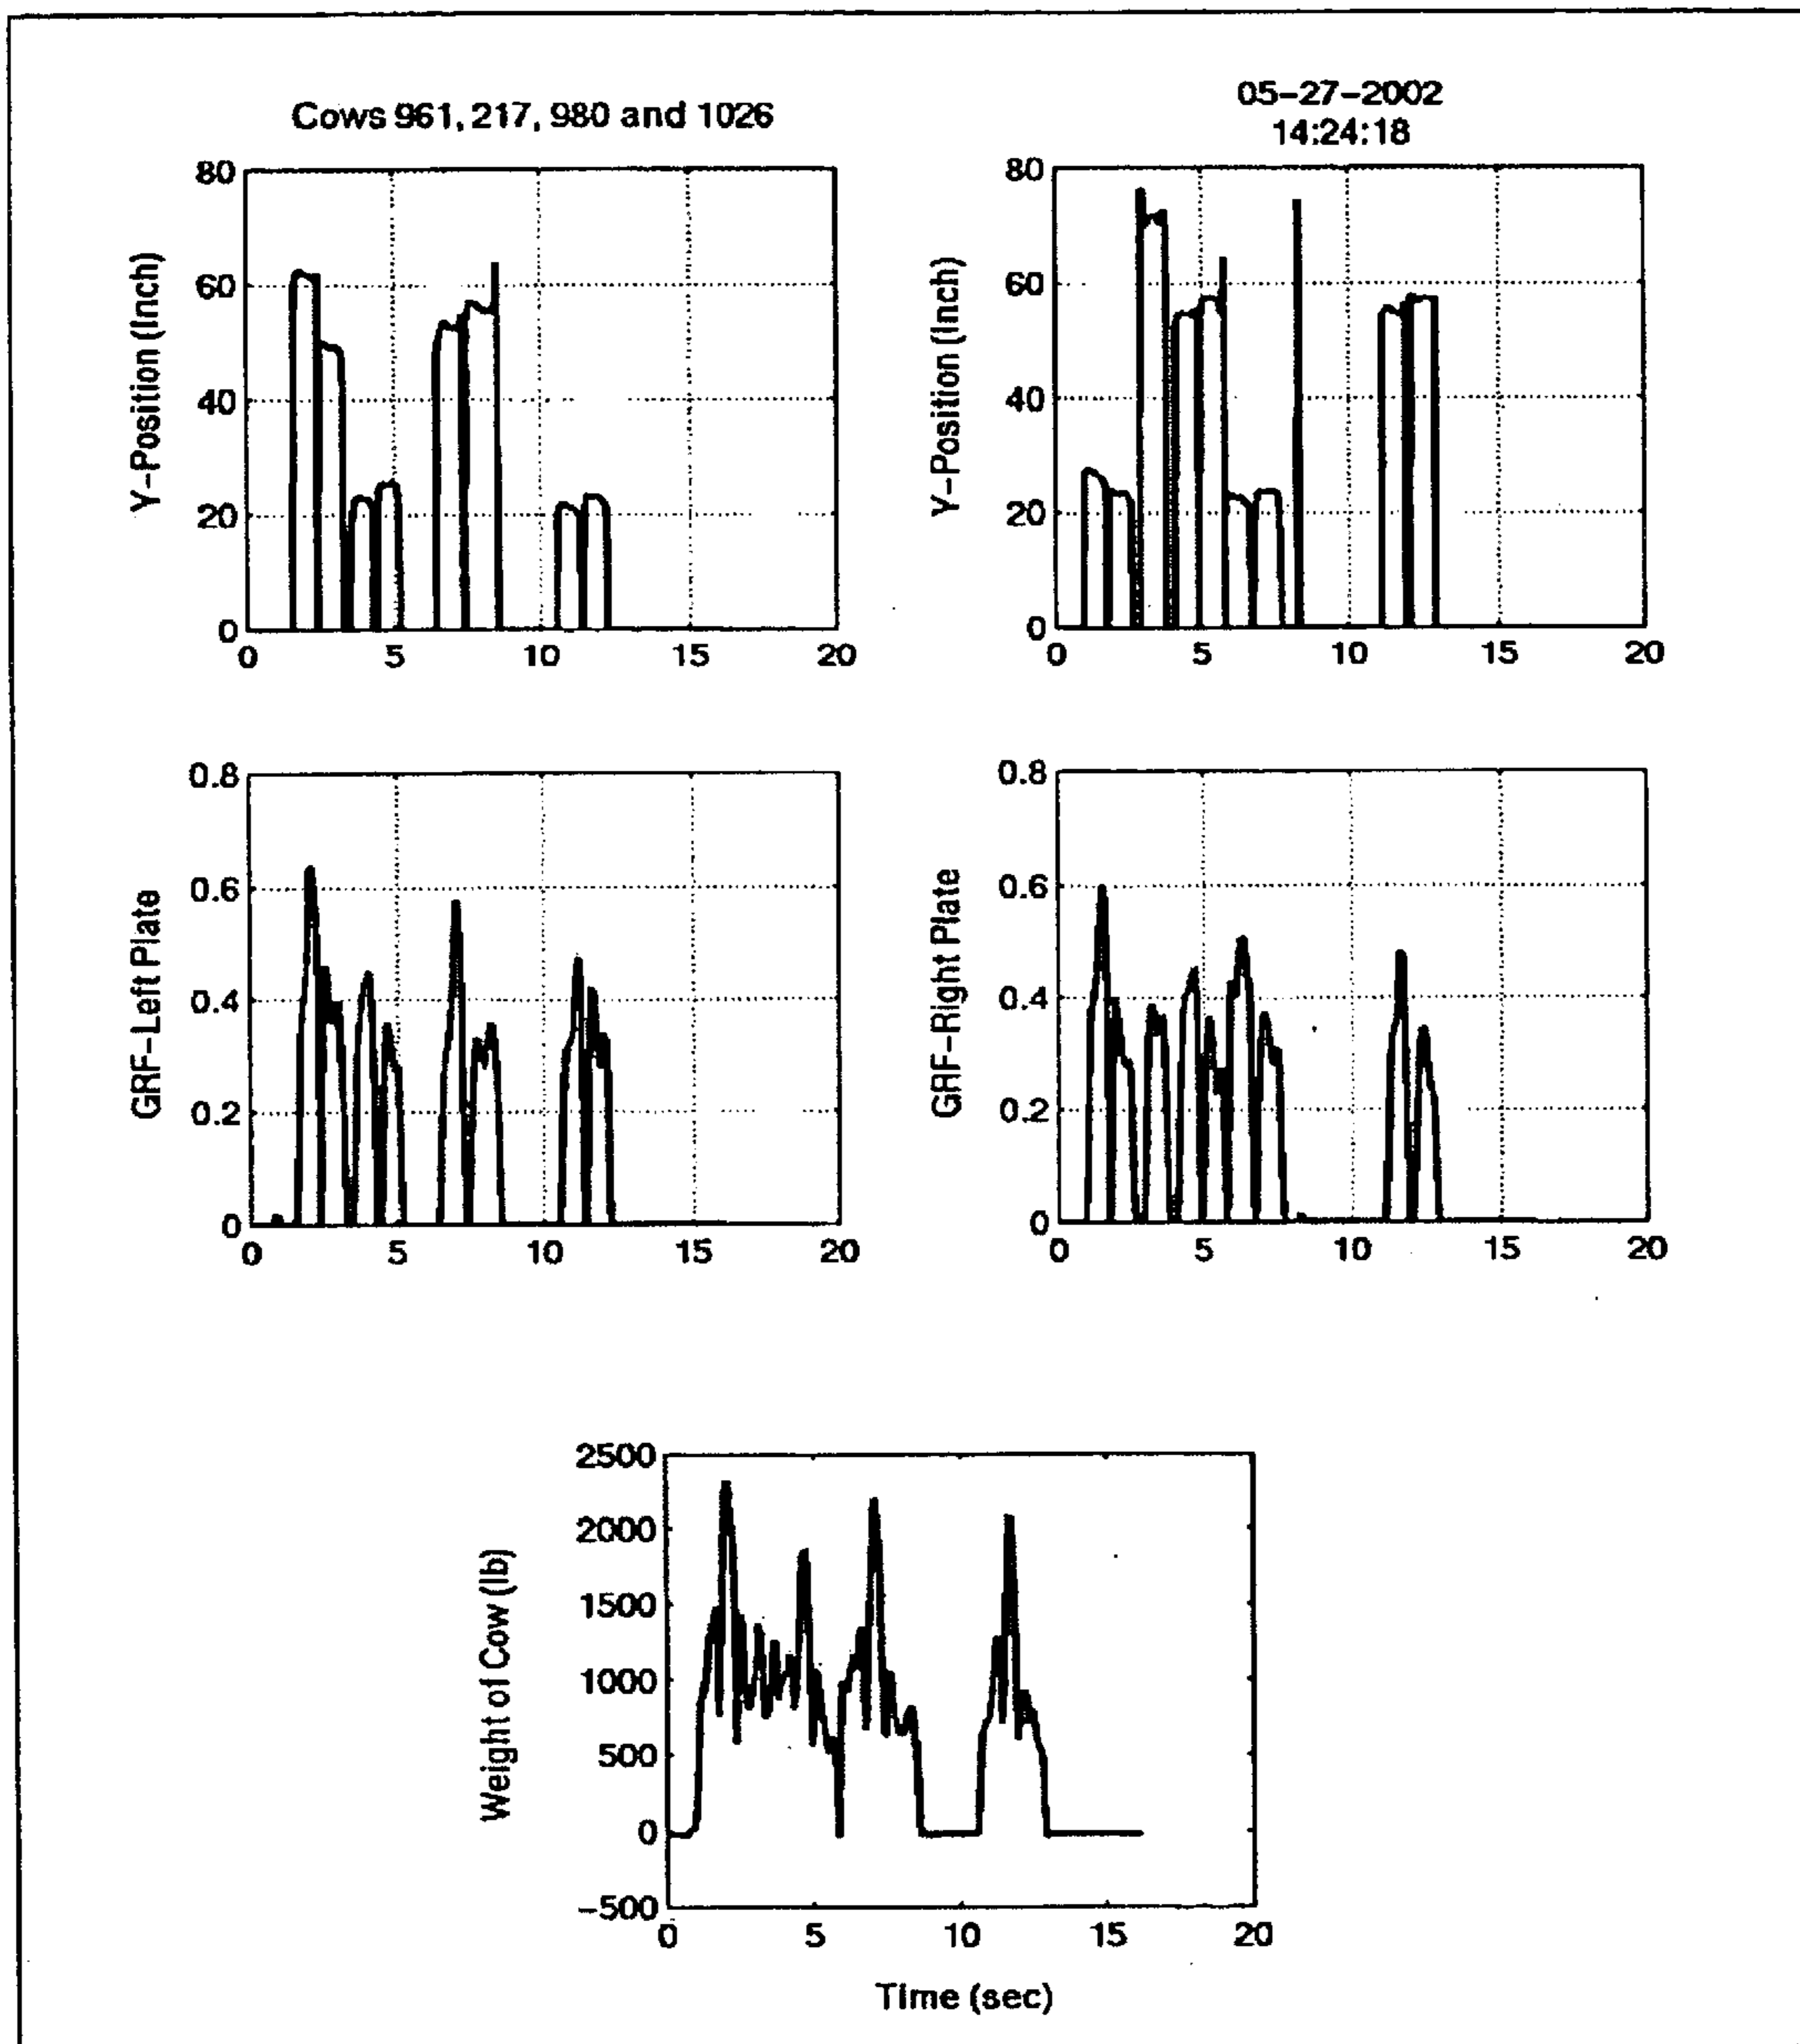 Cows 961, 217, 980 and 1026
05-27-2002
14:24:18
Y-Position (Inch)
80
60
40
20
0
0 5 10 15 20
Y-Position (Inch)
80
60
40
20
0
0 5 10 15 20
GRF-Left Plate
0.8
0.6
0.4
0.2
0
0 5 10 15 20
GRF-Right Plate
0.8
0.6
0.4
0.2
0
0 5 10 15 20
Weight of Cow (lb)
2500
2000
1500
1000
500
0
-500
0 5 10 15 20
Time (sec)